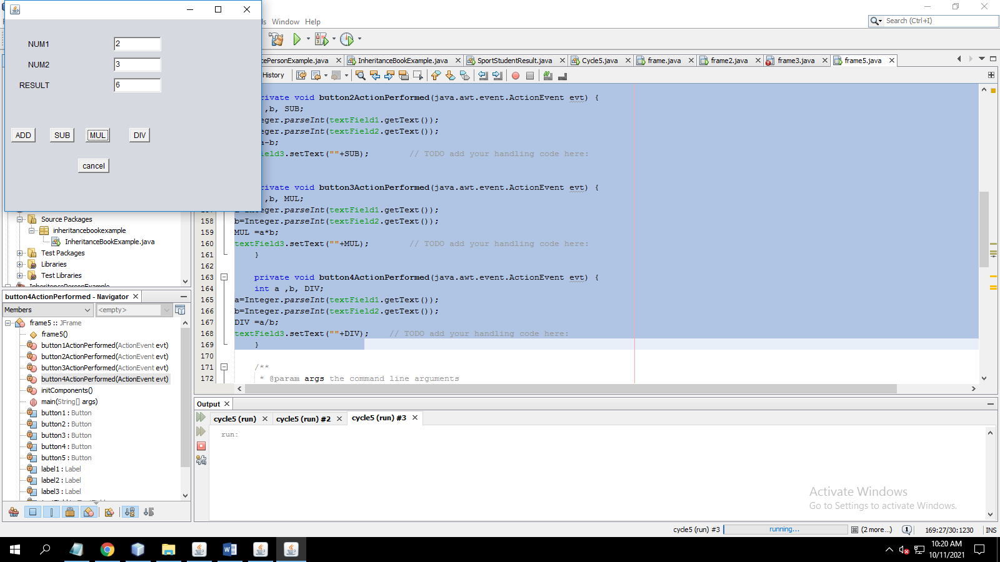 NUM1 2
NUM2 3
RESULT 6
ADD SUB MUL DIV
cancel
Window Help
Search (Ctrl+I)
PersonExample.java InheritanceBookExample.java SportStudentResult.java Cycle5.java frame.java frame2.java frame3.java frame5.java
History
private void button2ActionPerformed(java.awt.event.ActionEvent evt) {
,b, SUB;
eger.parseInt(textField1.getText());
eger.parseInt(textField2.getText());
a-b;
ield3.setText(""+SUB); // TODO add your handling code here:
private void button3ActionPerformed(java.awt.event.ActionEvent evt) {
,b, MUL;
eger.parseInt(textField1.getText());
158 b=Integer.parseInt(textField2.getText());
159 MUL =a*b;
160 textField3.setText(""+MUL); // TODO add your handling code here:
161 }
162
163 private void button4ActionPerformed(java.awt.event.ActionEvent evt) {
164 int a ,b, DIV;
165 a=Integer.parseInt(textField1.getText());
166 b=Integer.parseInt(textField2.getText());
167 DIV =a/b;
168 textField3.setText(""+DIV); // TODO add your handling code here:
169 }
170
171 /**
172 * @param args the command line arguments
Source Packages
inheritancebookexample
InheritanceBookExample.java
Test Packages
Libraries
Test Libraries
InheritancePersonExample
button4ActionPerformed - Navigator
Members <empty>
frame5 :: JFrame
frame5()
button1ActionPerformed(ActionEvent evt)
button2ActionPerformed(ActionEvent evt)
button3ActionPerformed(ActionEvent evt)
button4ActionPerformed(ActionEvent evt)
initComponents()
main(String[] args)
button1 : Button
button2 : Button
button3 : Button
button4 : Button
button5 : Button
label1 : Label
label2 : Label
label3 : Label
Output
cycle5 (run) cycle5 (run) #2 cycle5 (run) #3
run:
Activate Windows
Go to Settings to activate Windows.
cycle5 (run) #3 running... (2 more...) 1 169:27/30:1230 INS
10:20 AM
10/11/2021